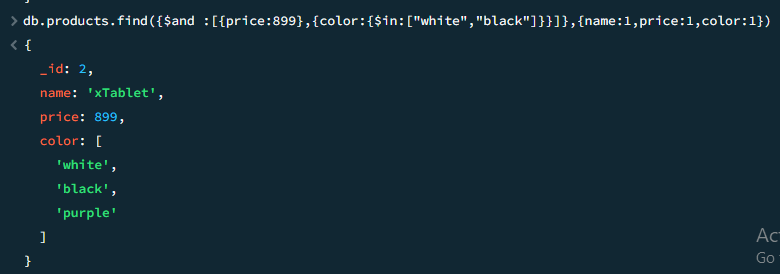 }
> db.products.find({$and :[{price:899},{color:{$in:["white","black"]}}]},{name:1,price:1,color:1})
< {
_id: 2,
name: 'xTablet',
price: 899,
color: [
'white',
'black',
'purple'
]
}
Act
Go